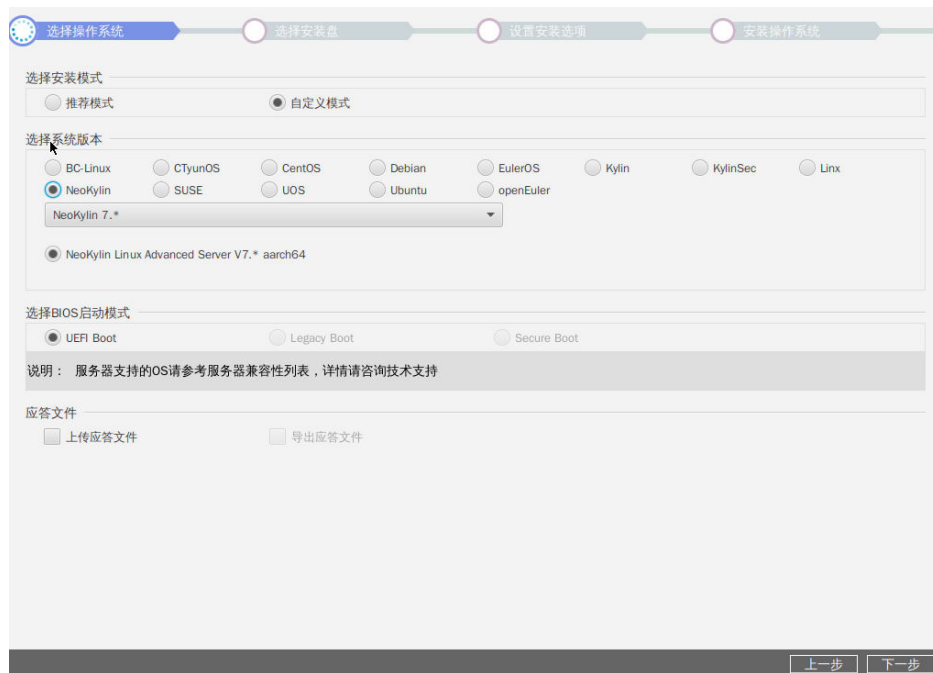 选择操作系统 选择安装盘 设置安装选项 安装操作系统
选择安装模式
推荐模式 自定义模式
选择系统版本
BC-Linux CTyunOS CentOS Debian EulerOS Kylin KylinSec Linx
NeoKylin SUSE UOS Ubuntu openEuler
NeoKylin 7.*
NeoKylin Linux Advanced Server V7.* aarch64
选择BIOS启动模式
UEFI Boot Legacy Boot Secure Boot
说明： 服务器支持的OS请参考服务器兼容性列表，详情请咨询技术支持
应答文件
上传应答文件 导出应答文件
上一步 下一步